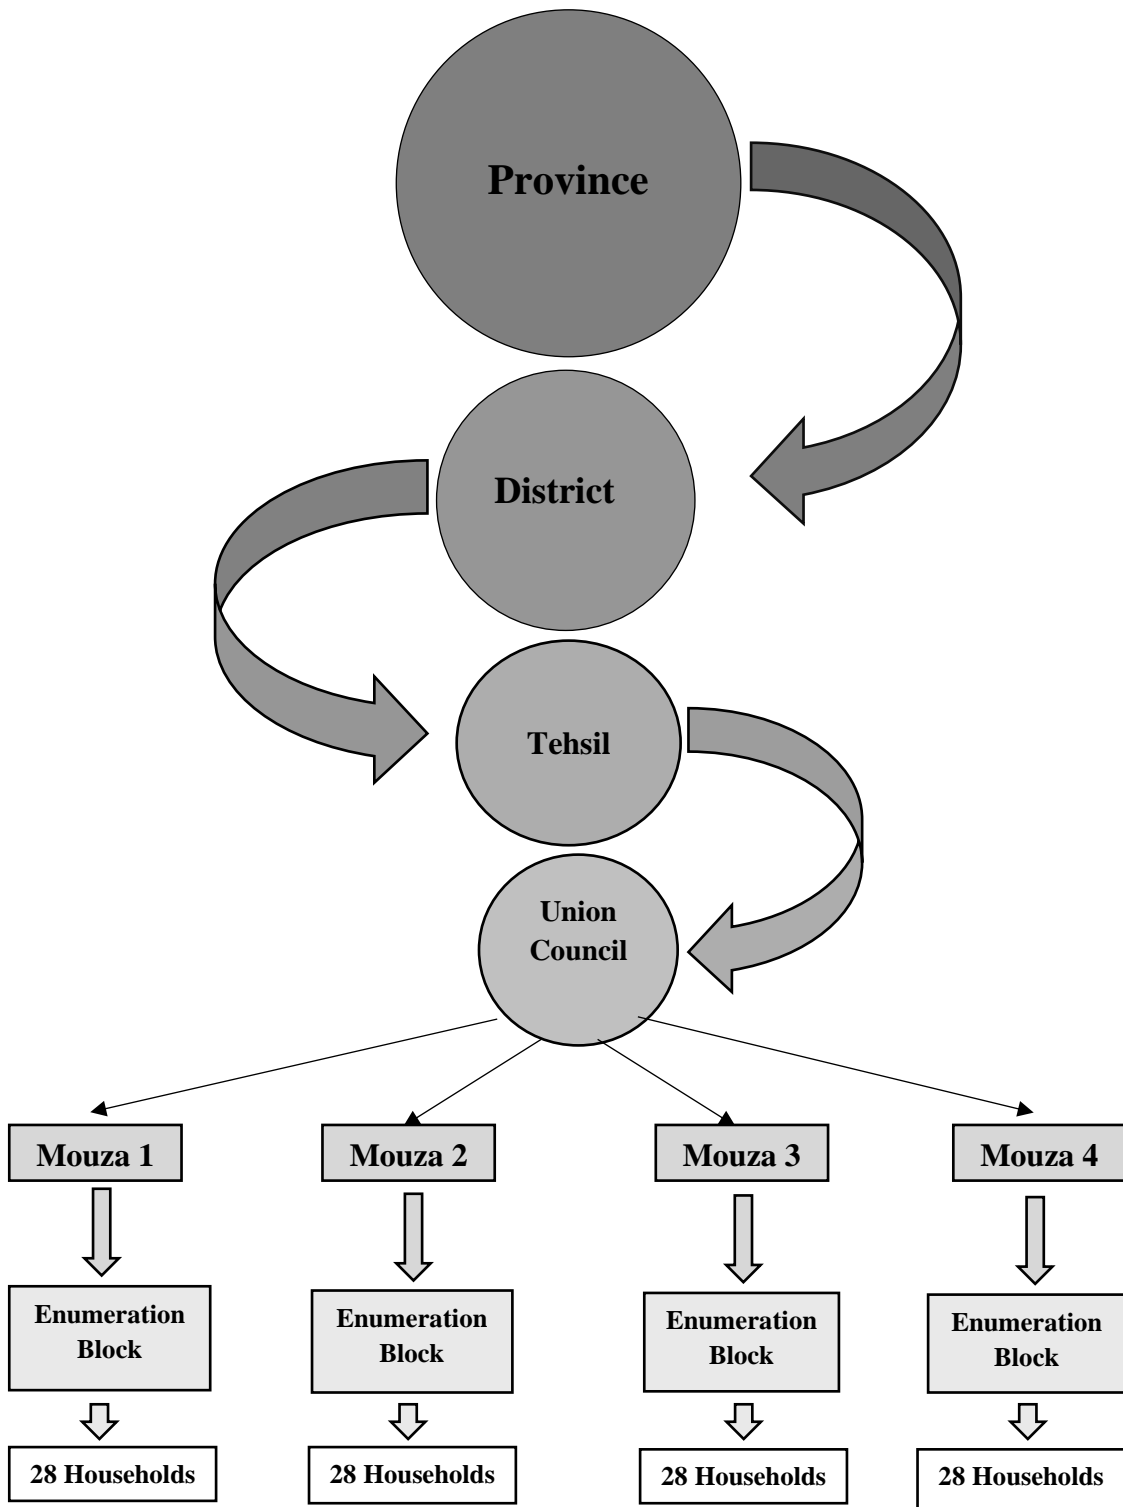 Province
District
Tehsil
Union
Council
Mouza 1
Mouza 2
Mouza 3
Mouza 4
Enumeration
Block
Enumeration
Block
Enumeration
Block
Enumeration
Block
28 Households
28 Households
28 Households
28 Households